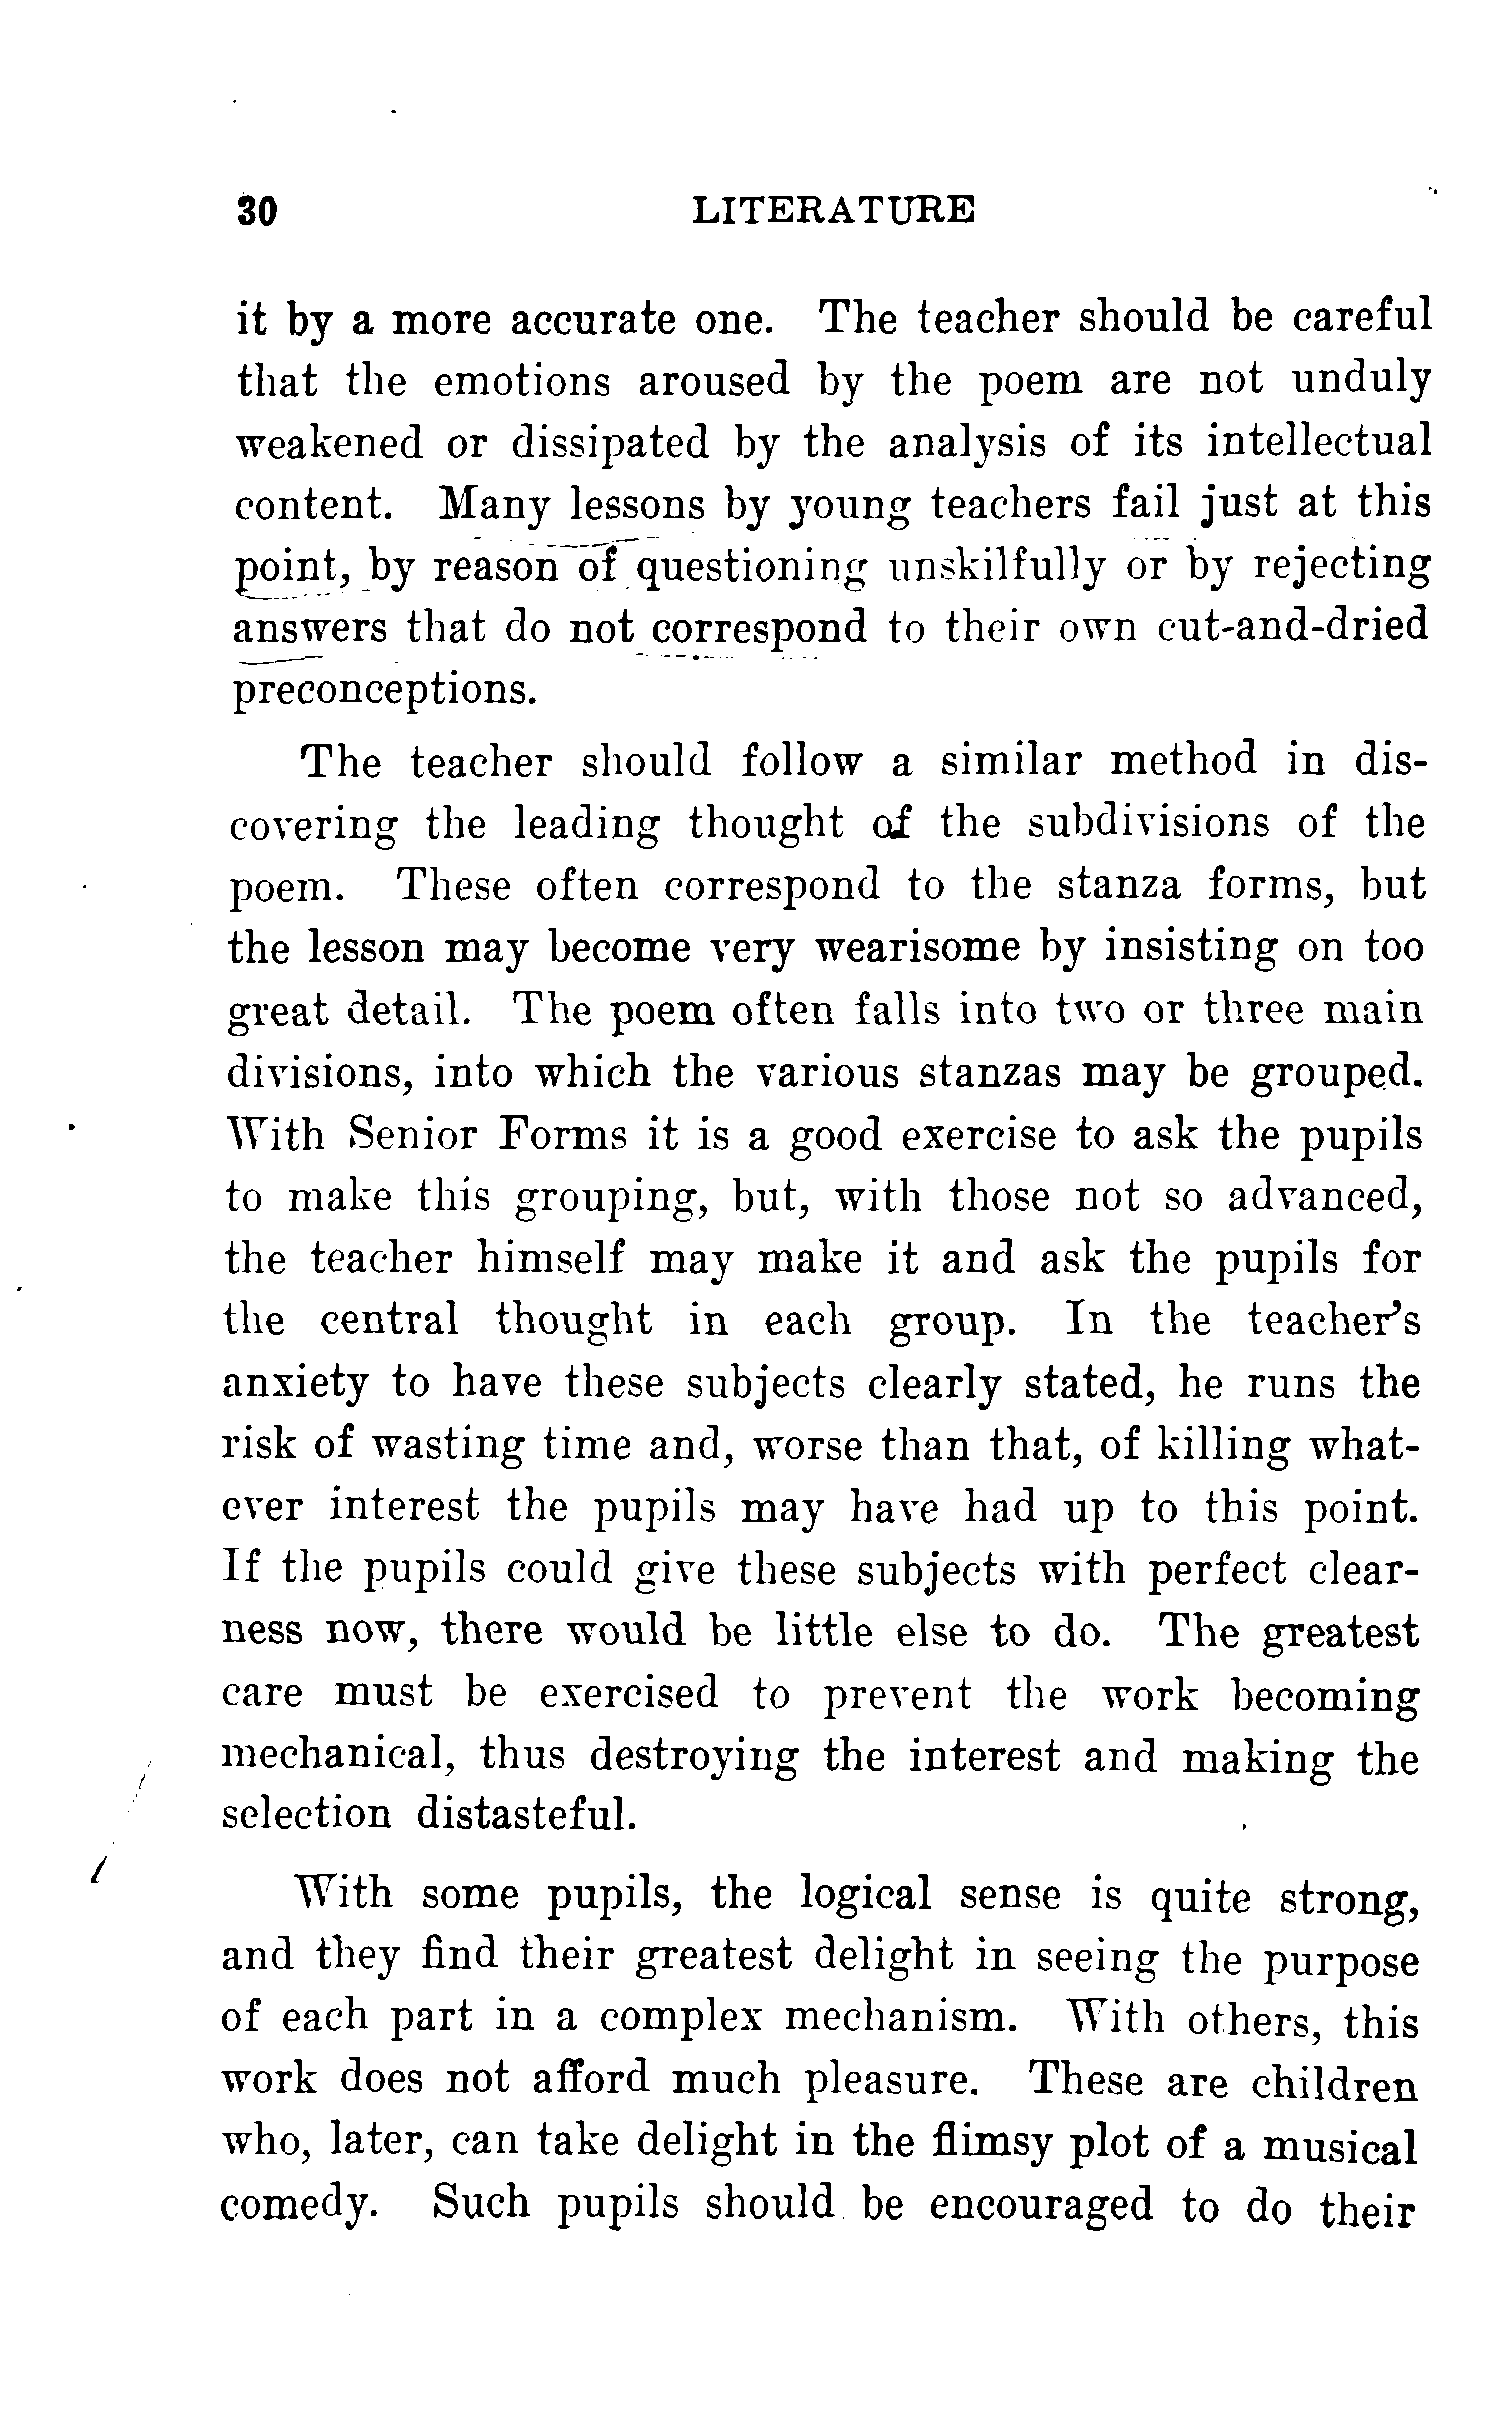 30 LITERATURE
it by a more accurate one. The teacher should be careful
that the emotions aroused by the poem are not unduly
weakened or dissipated by the analysis of its intellectual
content. Many lessons by young teachers fail just at this
point, by reason of questioning unskilfully or by rejecting
answers that do not correspond to their own cut-and-dried
preconceptions.
The teacher should follow a similar method in dis-
covering the leading thought of the subdivisions of the
poem. These often correspond to the stanza forms, but
the lesson may become very wearisome by insisting on too
great detail. The poem often falls into two or three main
divisions, into which the various stanzas may be grouped.
With Senior Forms it is a good exercise to ask the pupils
to make this grouping, but, with those not so advanced,
the teacher himself may make it and ask the pupils for
the central thought in each group. In the teacher's
anxiety to have these subjects clearly stated, he runs the
risk of wasting time and, worse than that, of killing what-
ever interest the pupils may have had up to this point.
If the pupils could give these subjects with perfect clear-
ness now, there would be little else to do. The greatest
care must be exercised to prevent the work becoming
mechanical, thus destroying the interest and making the
selection distasteful.
With some pupils, the logical sense is quite strong,
and they find their greatest delight in seeing the purpose
of each part in a complex mechanism. With others, this
work does not afford much pleasure. These are children
who, later, can take delight in the flimsy plot of a musical
comedy. Such pupils should be encouraged to do their